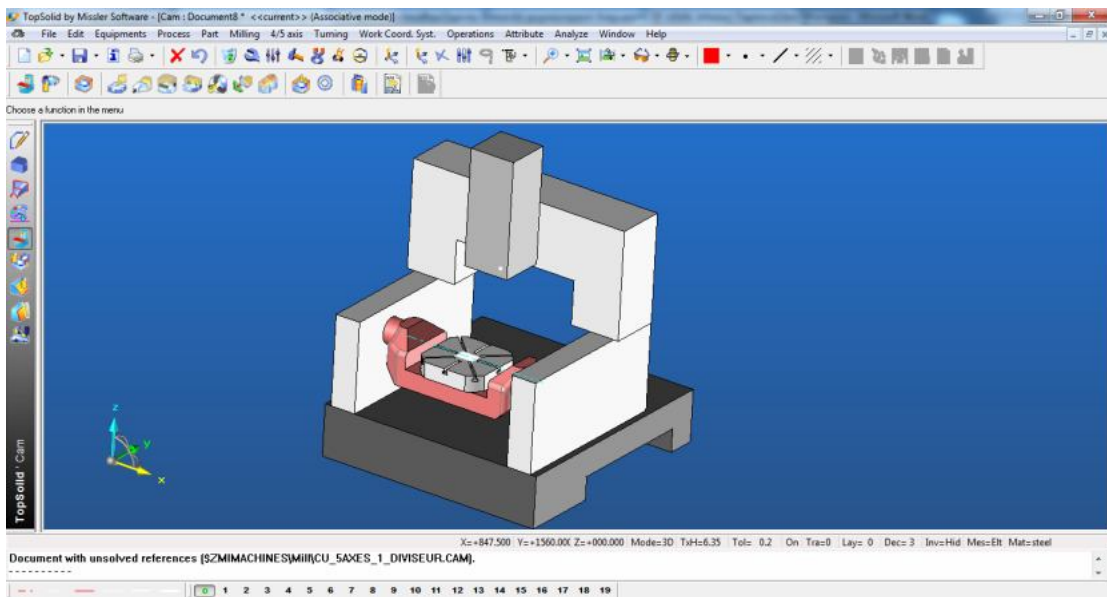 TopSolid by Missler Software - [Cam : Document8 * <<current>> (Associative mode)]
File Edit Equipments Process Part Milling 4/5 axis Turning Work Coord. Syst. Operations Attribute Analyze Window Help
Choose a function in the menu
z
y
x
TopSolid'Cam
X=+847.500 Y=+1560.000 Z=+000.000 Mode=3D TxH=6.35 Tol= 0.2 On Tra=0 Lay= 0 Dec= 3 Inv=Hid Mes=Elt Mat=steel
Document with unsolved references [$ZMIMACHINES\Mill\CU_5AXES_1_DIVISEUR.CAM].
----------
0 1 2 3 4 5 6 7 8 9 10 11 12 13 14 15 16 17 18 19